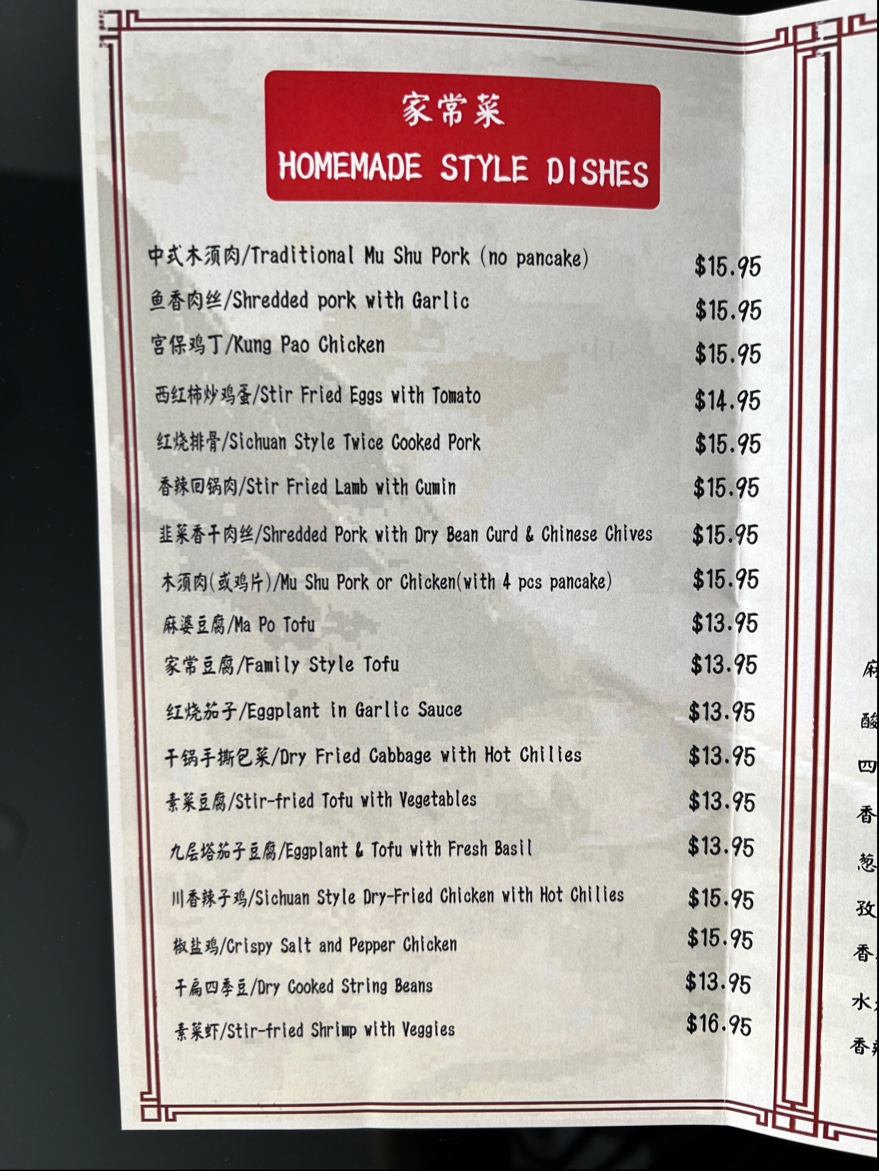 家常菜
HOMEMADE STYLE DISHES
中式木须肉/Traditional Mu Shu Pork (no pancake) $15.95
鱼香肉丝/Shredded pork with Garlic $15.95
宫保鸡丁/Kung Pao Chicken $15.95
西红柿炒鸡蛋/Stir Fried Eggs with Tomato $14.95
红烧排骨/Sichuan Style Twice Cooked Pork $15.95
香辣回锅肉/Stir Fried Lamb with Cumin $15.95
韭菜香干肉丝/Shredded Pork with Dry Bean Curd & Chinese Chives $15.95
木须肉(或鸡片)/Mu Shu Pork or Chicken(with 4 pcs pancake) $15.95
麻婆豆腐/Ma Po Tofu $13.95
家常豆腐/Family Style Tofu $13.95
红烧茄子/Eggplant in Garlic Sauce $13.95
干锅手撕包菜/Dry Fried Cabbage with Hot Chilies $13.95
素菜豆腐/Stir-fried Tofu with Vegetables $13.95
九层塔茄子豆腐/Eggplant & Tofu with Fresh Basil $13.95
川香辣子鸡/Sichuan Style Dry-Fried Chicken with Hot Chilies $15.95
椒盐鸡/Crispy Salt and Pepper Chicken $15.95
干扁四季豆/Dry Cooked String Beans $13.95
素菜虾/Stir-fried Shrimp with Veggies $16.95
麻
酸
四
香
葱
孜
香
水
香